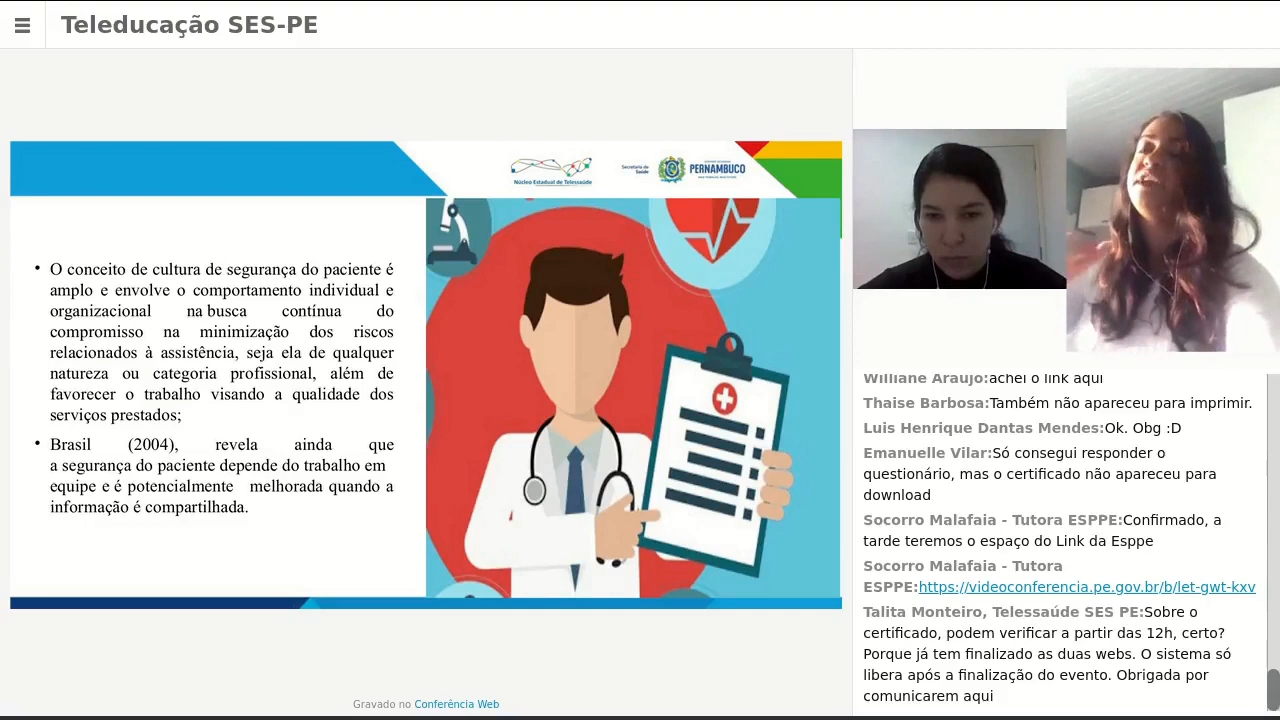 Teleducação SES-PE
Núcleo Estadual de Telessaúde
Secretaria de
Saúde
PERNAMBUCO
• O conceito de cultura de segurança do paciente é
amplo e envolve o comportamento individual e
organizacional na busca contínua do
compromisso na minimização dos riscos
relacionados à assistência, seja ela de qualquer
natureza ou categoria profissional, além de
favorecer o trabalho visando a qualidade dos
serviços prestados;
• Brasil (2004), revela ainda que
a segurança do paciente depende do trabalho em
equipe e é potencialmente melhorada quando a
informação é compartilhada.
Gravado no Conferência Web
Williane Araujo:achei o link aqui
Thaise Barbosa:Também não apareceu para imprimir.
Luis Henrique Dantas Mendes:Ok. Obg :D
Emanuelle Vilar:Só consegui responder o
questionário, mas o certificado não apareceu para
download
Socorro Malafaia - Tutora ESPPE:Confirmado, a
tarde teremos o espaço do Link da Esppe
Socorro Malafaia - Tutora
ESPPE:https://videoconferencia.pe.gov.br/b/let-gwt-kxv
Talita Monteiro, Telessaúde SES PE:Sobre o
certificado, podem verificar a partir das 12h, certo?
Porque já tem finalizado as duas webs. O sistema só
libera após a finalização do evento. Obrigada por
comunicarem aqui